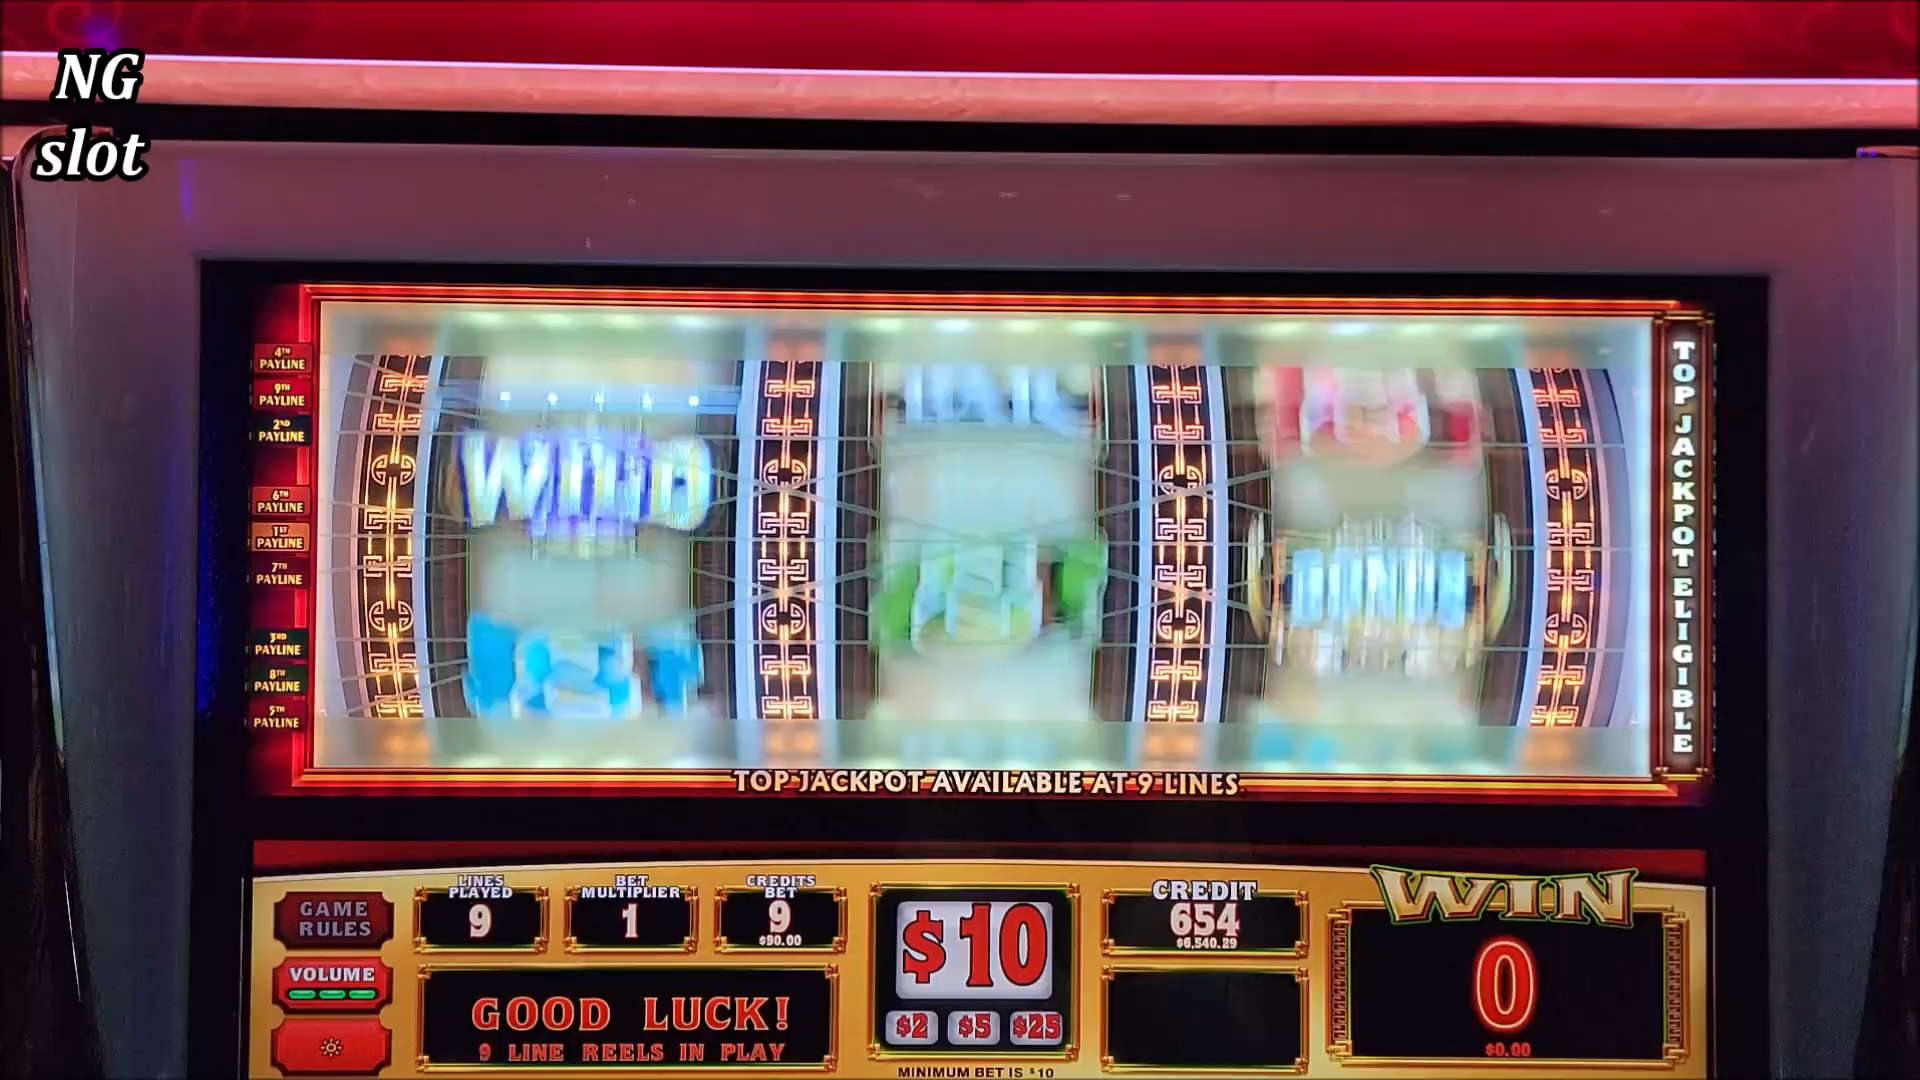 NG
slot
4TH
PAYLINE
9TH
PAYLINE
2ND
PAYLINE
6TH
PAYLINE
1ST
PAYLINE
7TH
PAYLINE
3RD
PAYLINE
8TH
PAYLINE
5TH
PAYLINE
WILD
TOP JACKPOT ELIGIBLE
TOP JACKPOT AVAILABLE AT 9 LINES
GAME
RULES
VOLUME
LINES
PLAYED
9
BET
MULTIPLIER
1
CREDITS
BET
9
$90.00
GOOD LUCK!
9 LINE REELS IN PLAY
$10
$2 $5 $25
MINIMUM BET IS $10
CREDIT
654
$6,540.29
WIN
0
$0.00